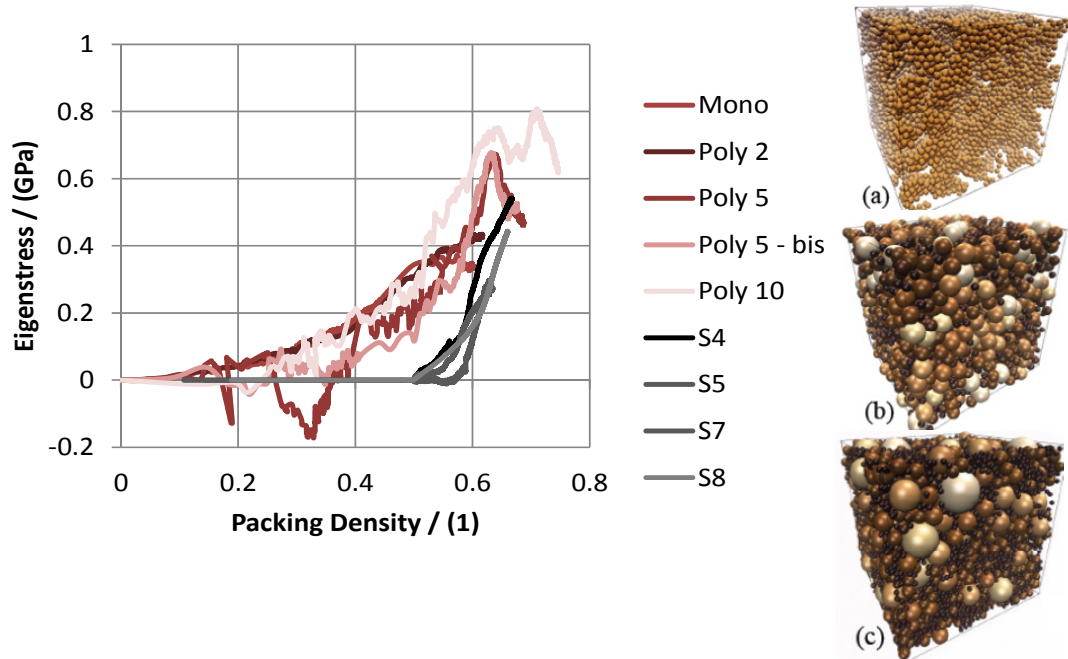 1
0.8
0.6
0.4
0.2
0
-0.2
Eigenstress / (GPa)
0 0.2 0.4 0.6 0.8
Packing Density / (1)
Mono
Poly 2
Poly 5
Poly 5 - bis
Poly 10
S4
S5
S7
S8
(a)
(b)
(c)